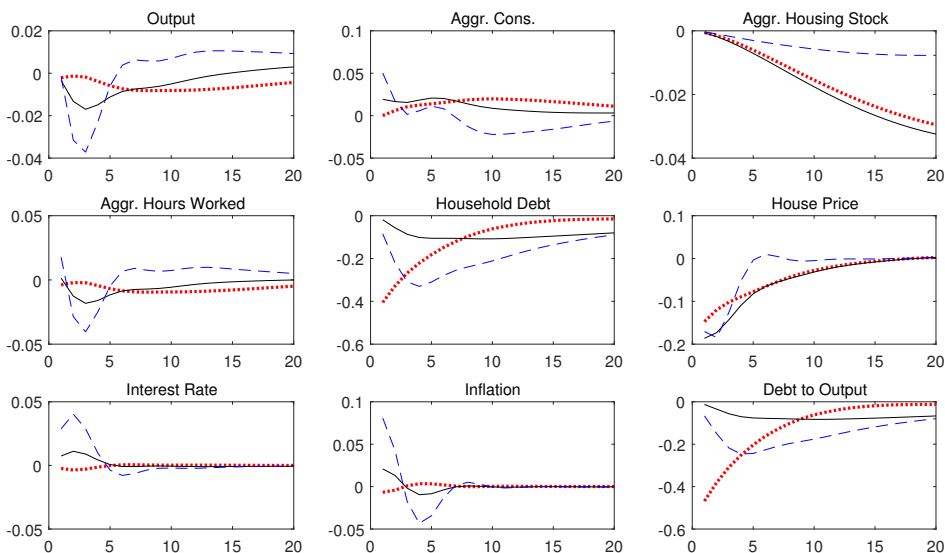 Output
0.02
0
-0.02
-0.04
0 5 10 15 20
Aggr. Cons.
0.1
0.05
0
-0.05
0 5 10 15 20
Aggr. Housing Stock
0
-0.02
-0.04
0 5 10 15 20
Aggr. Hours Worked
0.05
0
-0.05
0 5 10 15 20
Household Debt
0
-0.2
-0.4
-0.6
0 5 10 15 20
House Price
0.1
0
-0.1
-0.2
0 5 10 15 20
Interest Rate
0.05
0
-0.05
0 5 10 15 20
Inflation
0.1
0.05
0
-0.05
0 5 10 15 20
Debt to Output
0
-0.2
-0.4
-0.6
0 5 10 15 20